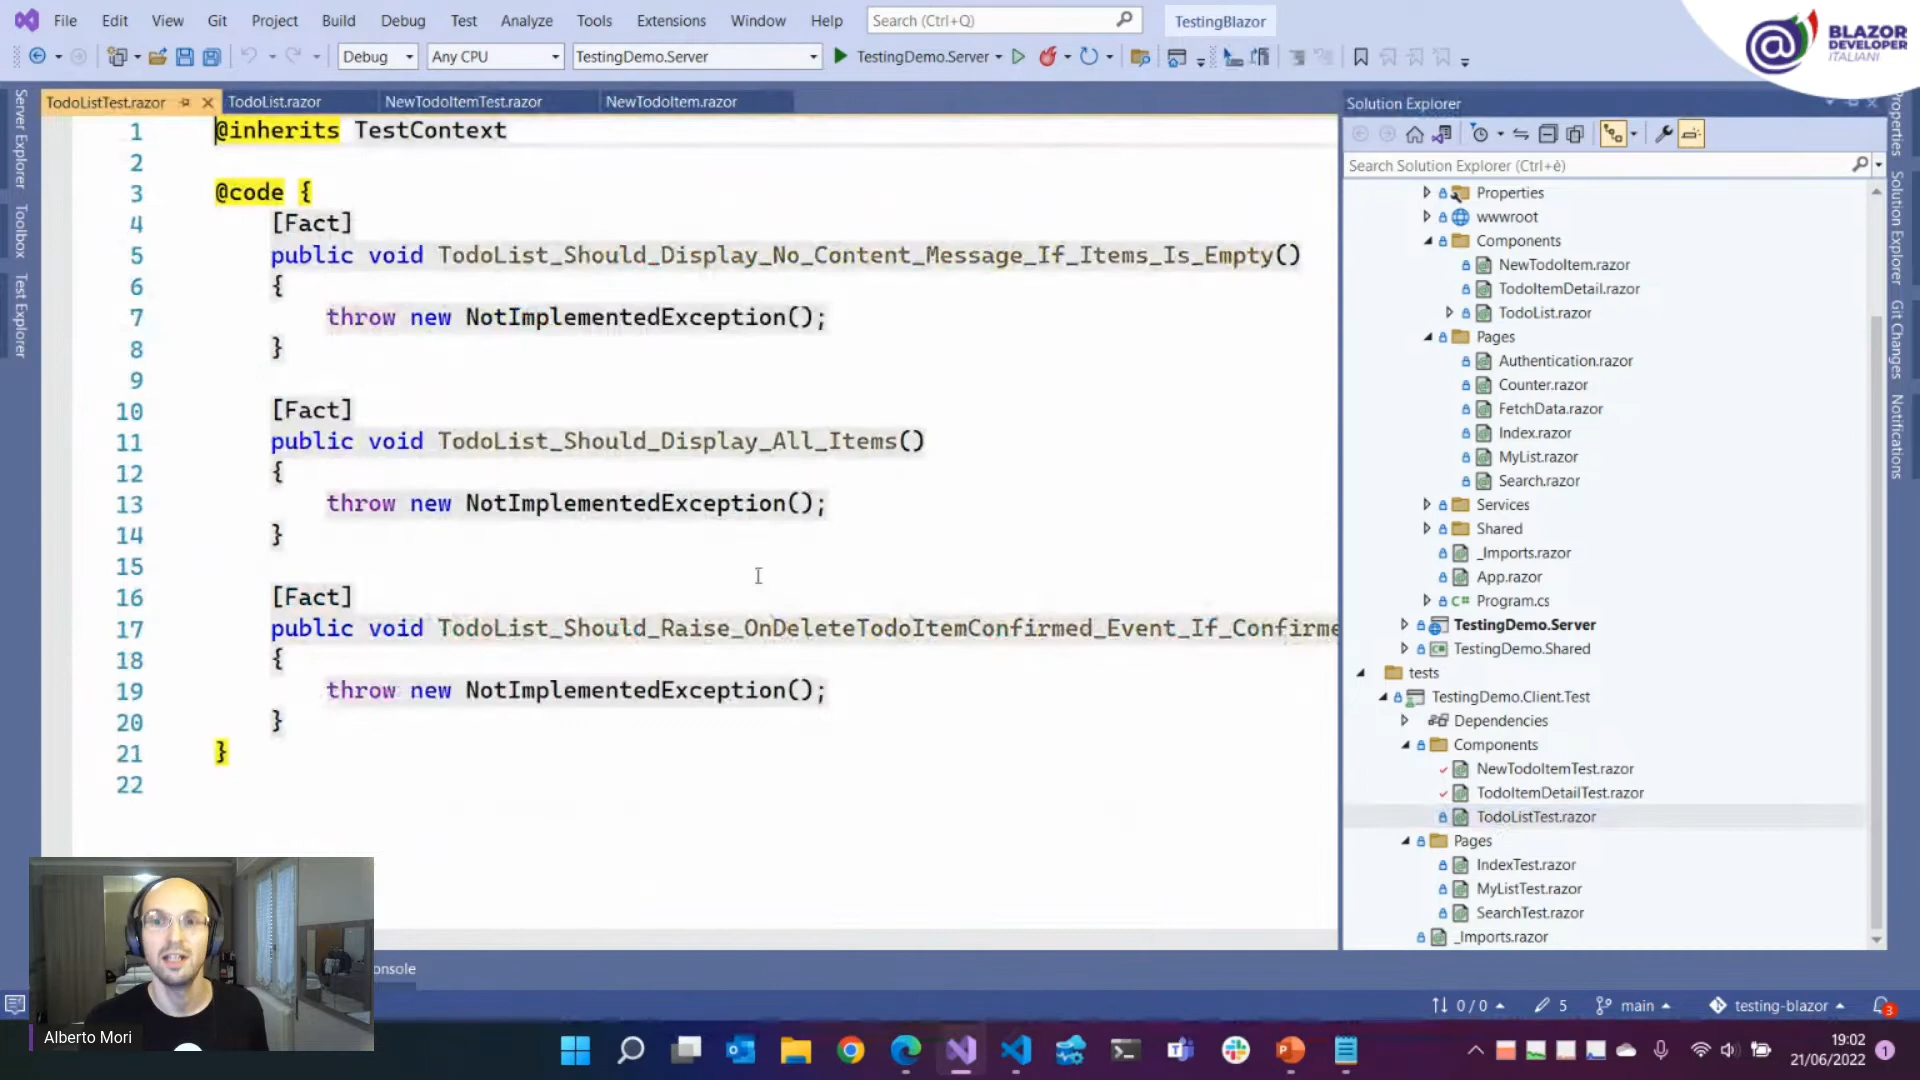 File Edit View Git Project Build Debug Test Analyze Tools Extensions Window Help Search (Ctrl+Q) TestingBlazor
BLAZOR
DEVELOPER
ITALIANI
Debug Any CPU TestingDemo.Server TestingDemo.Server
TodoListTest.razor TodoList.razor NewTodoItemTest.razor NewTodoItem.razor
Server Explorer
Toolbox
Test Explorer
1 @inherits TestContext
2
3 @code {
4 [Fact]
5 public void TodoList_Should_Display_No_Content_Message_If_Items_Is_Empty()
6 {
7 throw new NotImplementedException();
8 }
9
10 [Fact]
11 public void TodoList_Should_Display_All_Items()
12 {
13 throw new NotImplementedException();
14 }
15
16 [Fact]
17 public void TodoList_Should_Raise_OnDeleteTodoItemConfirmed_Event_If_Confirme
18 {
19 throw new NotImplementedException();
20 }
21 }
22
Solution Explorer
Search Solution Explorer (Ctrl+è)
Properties
wwwroot
Components
NewTodoItem.razor
TodoItemDetail.razor
TodoList.razor
Pages
Authentication.razor
Counter.razor
FetchData.razor
Index.razor
MyList.razor
Search.razor
Services
Shared
_Imports.razor
App.razor
C# Program.cs
TestingDemo.Server
TestingDemo.Shared
tests
TestingDemo.Client.Test
Dependencies
Components
NewTodoItemTest.razor
TodoItemDetailTest.razor
TodoListTest.razor
Pages
IndexTest.razor
MyListTest.razor
SearchTest.razor
_Imports.razor
Properties
Solution Explorer
Git Changes
Notifications
onsole
0 / 0 5 main testing-blazor 3
Alberto Mori
19:02
21/06/2022
1